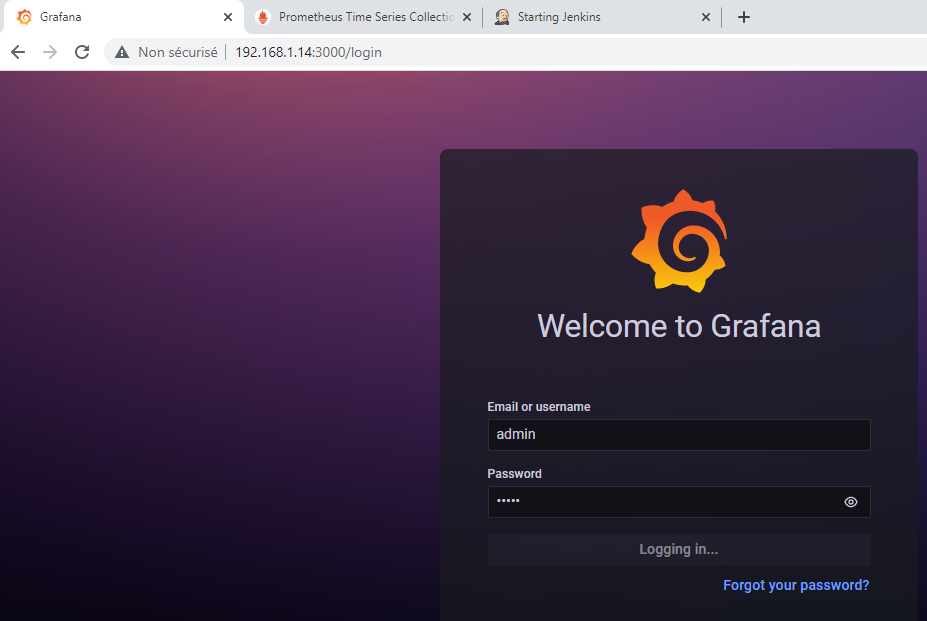 Grafana
Prometheus Time Series Collectic
Starting Jenkins
Non sécurisé
192.168.1.14:3000/login
Welcome to Grafana
Email or username
admin
Password
•••••
Logging in...
Forgot your password?